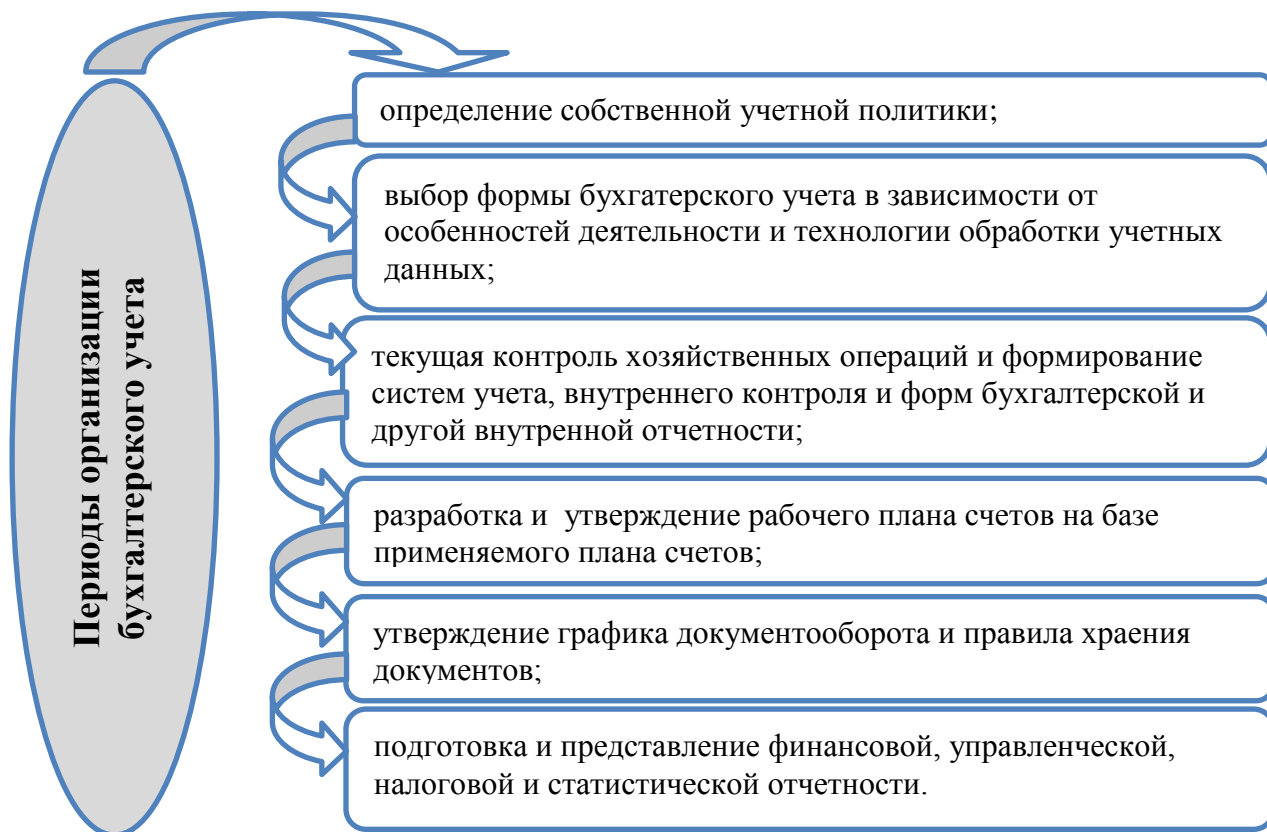 Периоды организации
бухгалтерского учета
определение собственной учетной политики;
выбор формы бухгатерского учета в зависимости от
особенностей деятельности и технологии обработки учетных
данных;
текущая контроль хозяйственных операций и формирование
систем учета, внутреннего контроля и форм бухгалтерской и
другой внутренной отчетности;
разработка и утверждение рабочего плана счетов на базе
применяемого плана счетов;
утверждение графика документооборота и правила храения
документов;
подготовка и представление финансовой, управленческой,
налоговой и статистической отчетности.